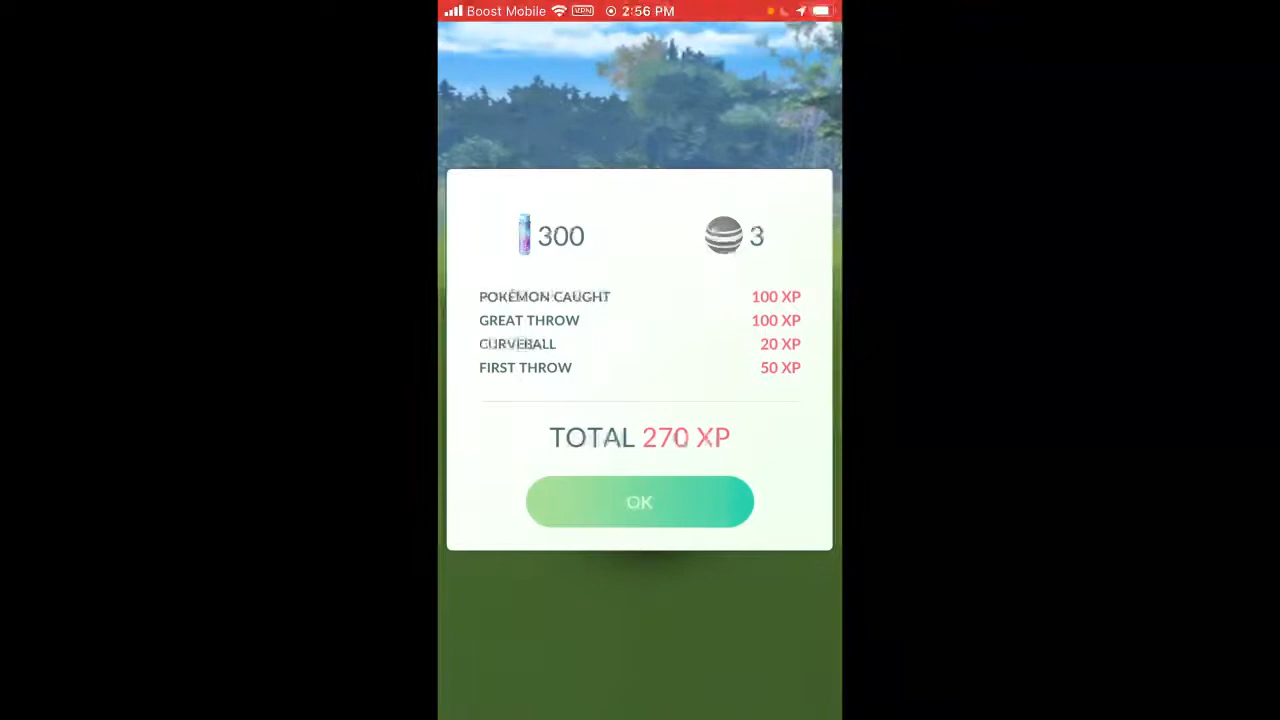 Boost Mobile VPN 2:56 PM
300 3
POKÉMON CAUGHT 100 XP
GREAT THROW 100 XP
CURVEBALL 20 XP
FIRST THROW 50 XP
TOTAL 270 XP
OK